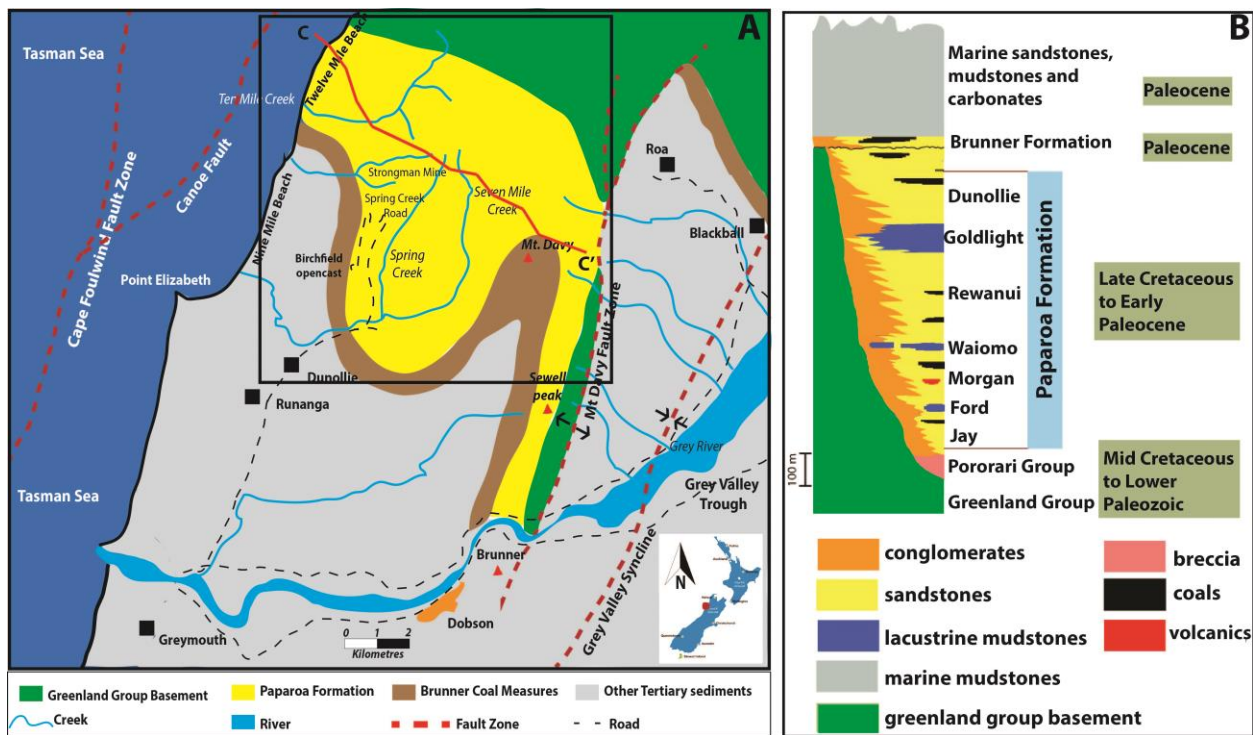 A
Tasman Sea
C
Twelve Mile Beach
Ten Mile Creek
Canoe Fault
Cape Foulwind Fault Zone
Nine Mile Beach
Strongman Mine
Spring Creek
Road
Seven Mile
Creek
Roa
Blackball
Birchfield
opencast
Spring
Creek
Mt. Davy
C'
Point Elizabeth
Mt Davy Fault Zone
Dunollie
Runanga
Sewell
peak
Grey River
Grey Valley
Trough
Tasman Sea
Brunner
Grey Valley Syncline
N
Greymouth
Dobson
0 1 2
Kilometres
Greenland Group Basement
Paparoa Formation
Brunner Coal Measures
Other Tertiary sediments
Creek
River
Fault Zone
Road
B
Marine sandstones,
mudstones and
carbonates
Paleocene
Brunner Formation
Paleocene
Dunollie
Goldlight
Rewanui
Waiomo
Morgan
Ford
Jay
Paparoa Formation
Late Cretaceous
to Early
Paleocene
100 m
Pororari Group
Greenland Group
Mid Cretaceous
to Lower
Paleozoic
conglomerates
breccia
sandstones
coals
lacustrine mudstones
volcanics
marine mudstones
greenland group basement